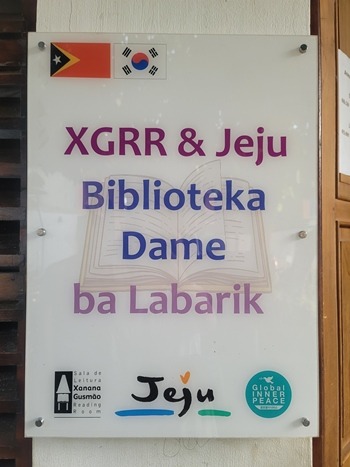 XGRR & Jeju
Biblioteka
Dame
ba Labarik
Sala de
Leitura
Xanana
Gusmão
Reading
Room
Jeju
Global
INNER
PEACE